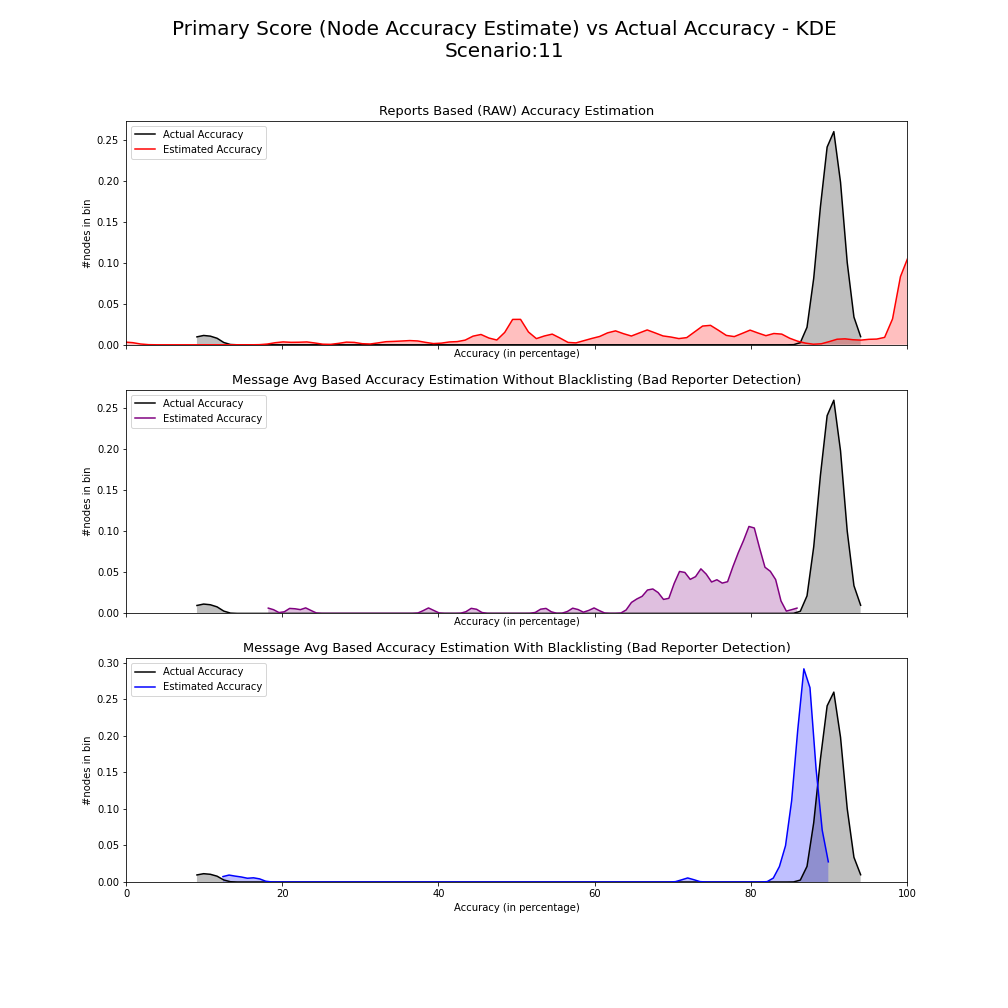 Primary Score (Node Accuracy Estimate) vs Actual Accuracy - KDE
Scenario:11
Reports Based (RAW) Accuracy Estimation
Actual Accuracy
Estimated Accuracy
#nodes in bin
0.25
0.20
0.15
0.10
0.05
0.00
Accuracy (in percentage)
Message Avg Based Accuracy Estimation Without Blacklisting (Bad Reporter Detection)
Actual Accuracy
Estimated Accuracy
#nodes in bin
0.25
0.20
0.15
0.10
0.05
0.00
Accuracy (in percentage)
Message Avg Based Accuracy Estimation With Blacklisting (Bad Reporter Detection)
Actual Accuracy
Estimated Accuracy
#nodes in bin
0.30
0.25
0.20
0.15
0.10
0.05
0.00
0 20 40 60 80 100
Accuracy (in percentage)